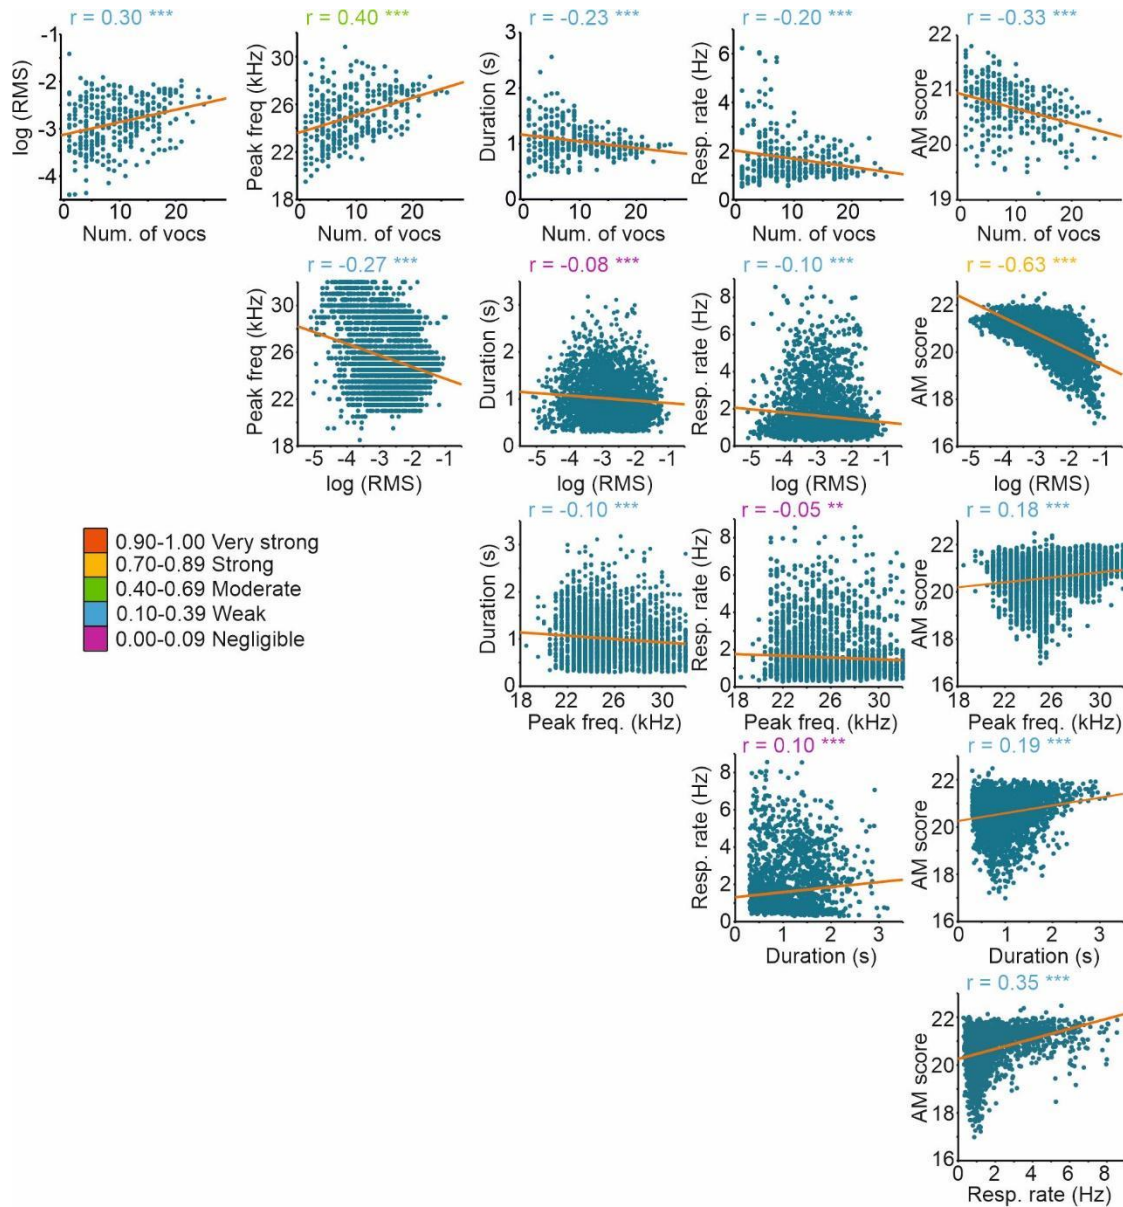 r = 0.30 ***
r = 0.40 ***
r = -0.23 ***
r = -0.20 ***
r = -0.33 ***
log (RMS)
-1
-2
-3
-4
0 10 20
Num. of vocs
Peak freq (kHz)
30
26
22
18
0 10 20
Num. of vocs
Duration (s)
3
2
1
0
0 10 20
Num. of vocs
Resp. rate (Hz)
6
4
2
0
0 10 20
Num. of vocs
AM score
22
21
20
19
0 10 20
Num. of vocs
r = -0.27 ***
r = -0.08 ***
r = -0.10 ***
r = -0.63 ***
Peak freq (kHz)
30
26
22
18
-5 -4 -3 -2 -1
log (RMS)
Duration (s)
3
2
1
0
-5 -4 -3 -2 -1
log (RMS)
Resp. rate (Hz)
8
6
4
2
0
-5 -4 -3 -2 -1
log (RMS)
AM score
22
20
18
16
-5 -4 -3 -2 -1
log (RMS)
0.90-1.00 Very strong
0.70-0.89 Strong
0.40-0.69 Moderate
0.10-0.39 Weak
0.00-0.09 Negligible
r = -0.10 ***
r = -0.05 **
r = 0.18 ***
Duration (s)
3
2
1
0
18 22 26 30
Peak freq. (kHz)
Resp. rate (Hz)
8
6
4
2
0
18 22 26 30
Peak freq. (kHz)
AM score
22
20
18
16
18 22 26 30
Peak freq. (kHz)
r = 0.10 ***
r = 0.19 ***
Resp. rate (Hz)
8
6
4
2
0
0 1 2 3
Duration (s)
AM score
22
20
18
16
0 1 2 3
Duration (s)
r = 0.35 ***
AM score
22
20
18
16
0 2 4 6 8
Resp. rate (Hz)